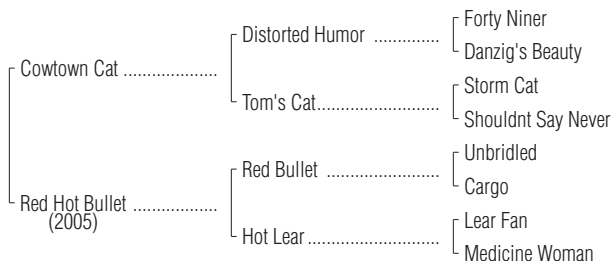 Forty Niner
Distorted Humor ..............
Danzig's Beauty
Cowtown Cat ....................
Storm Cat
Tom's Cat..........................
Shouldnt Say Never
Unbridled
Red Bullet ........................
Cargo
Red Hot Bullet ..................
(2005)
Lear Fan
Hot Lear ............................
Medicine Woman